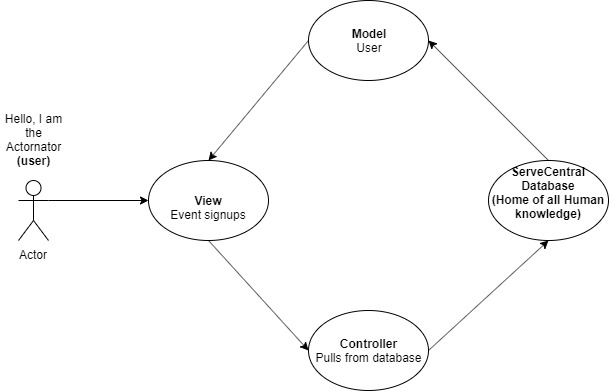 Model
User
Hello, I am
the
Actornator
(user)
View
Event signups
ServeCentral
Database
(Home of all Human
knowledge)
Actor
Controller
Pulls from database